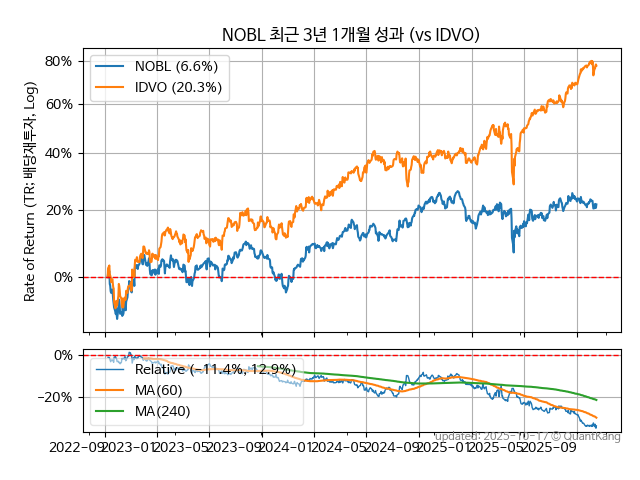 NOBL 최근 3년 1개월 성과 (vs IDVO)
Rate of Return (TR: 배당재투자, Log)
80%
60%
40%
20%
0%
NOBL (6.6%)
IDVO (20.3%)
0%
−20%
Relative (−11.4%, 12.9%)
MA(60)
MA(240)
2022−09
2023−01
2023−05
2023−09
2024−01
2024−05
2024−09
2025−01
2025−05
2025−09
updated: 2025-10-17 © QuantKang